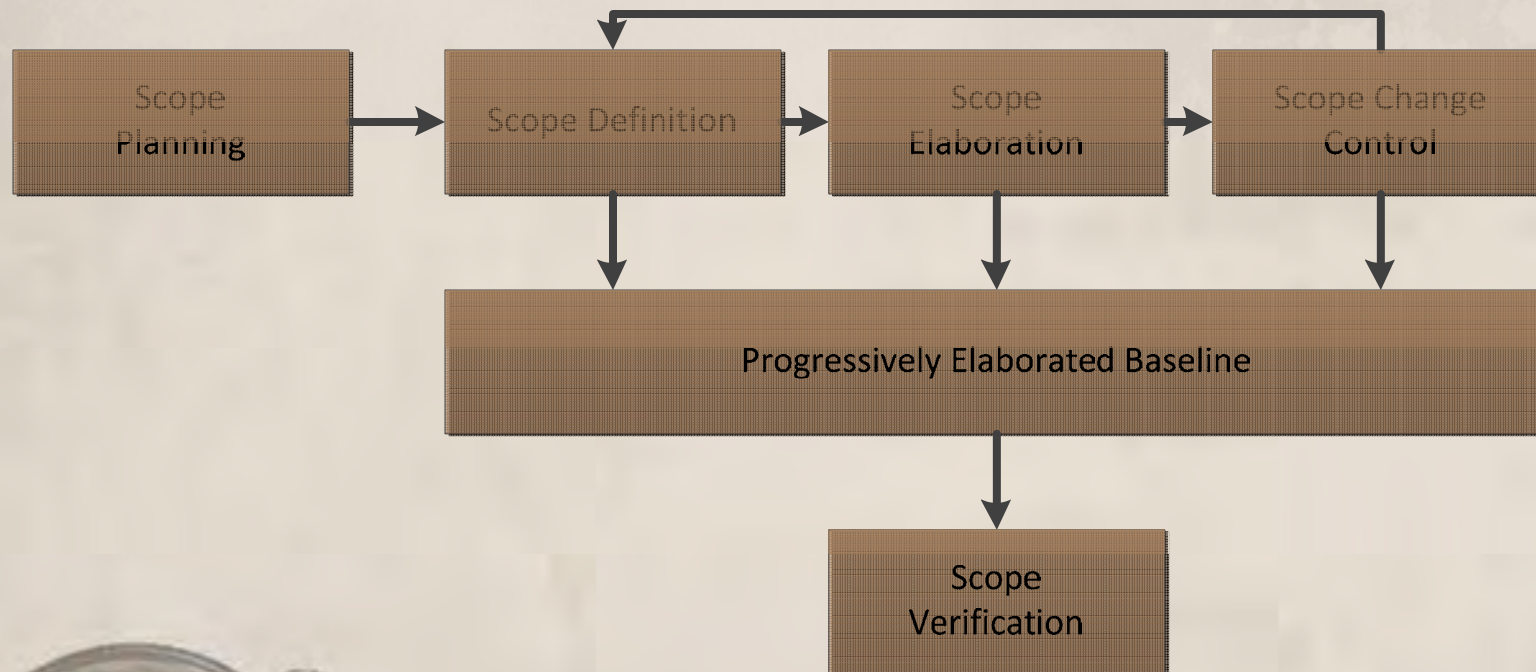 Scope
Planning
Scope Definition
Scope
Elaboration
Scope Change
Control
Progressively Elaborated Baseline
Scope
Verification